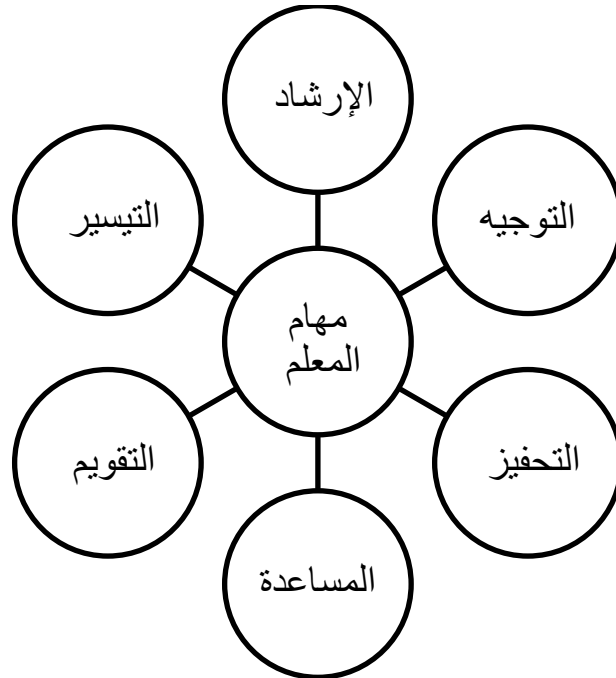 الإرشاد
التوجيه
التيسير
مهام
المعلم
التحفيز
التقويم
المساعدة